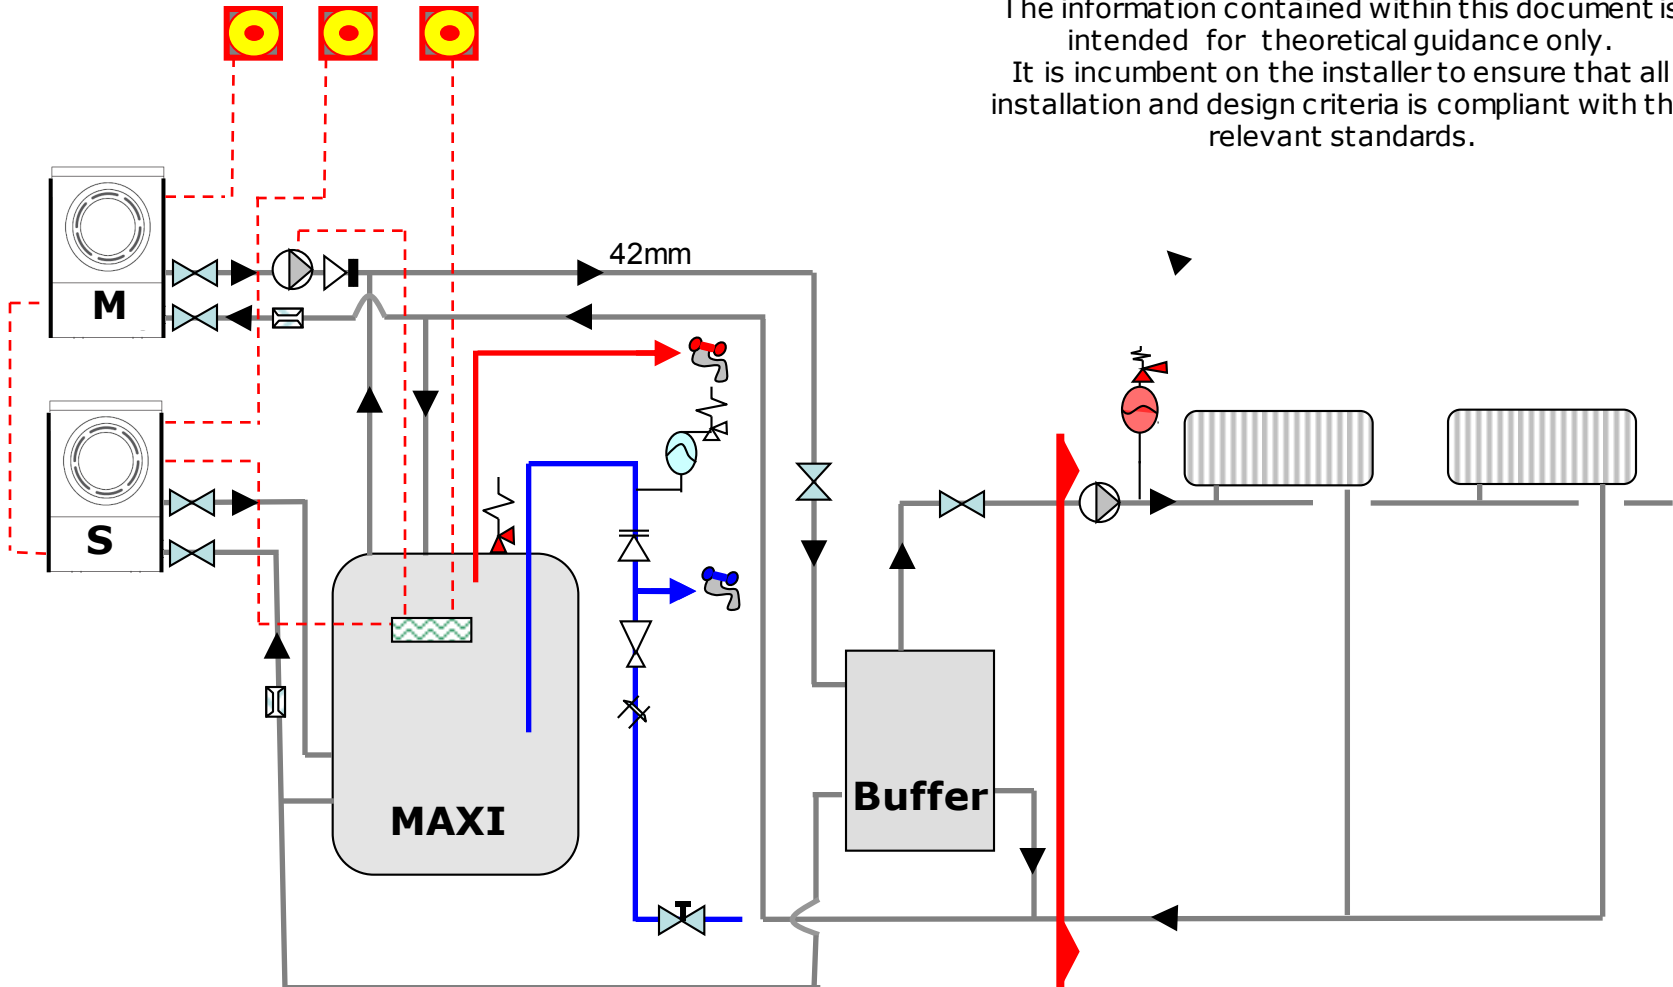 The information contained within this document is
intended for theoretical guidance only.
It is incumbent on the installer to ensure that all
installation and design criteria is compliant with th
relevant standards.
42mm
M
S
MAXI
Buffer